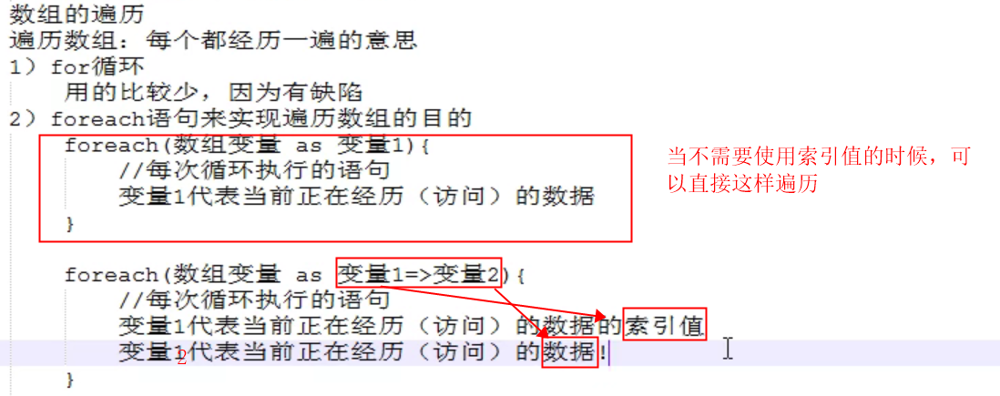 数组的遍历
遍历数组：每个都经历一遍的意思
1）for循环
用的比较少，因为有缺陷
2）foreach语句来实现遍历数组的目的
foreach(数组变量 as 变量1){
//每次循环执行的语句
变量1代表当前正在经历（访问）的数据
}
当不需要使用索引值的时候，可
以直接这样遍历
foreach(数组变量 as 变量1=>变量2){
//每次循环执行的语句
变量1代表当前正在经历（访问）的数据的索引值
变量1代表当前正在经历（访问）的数据!
2
}